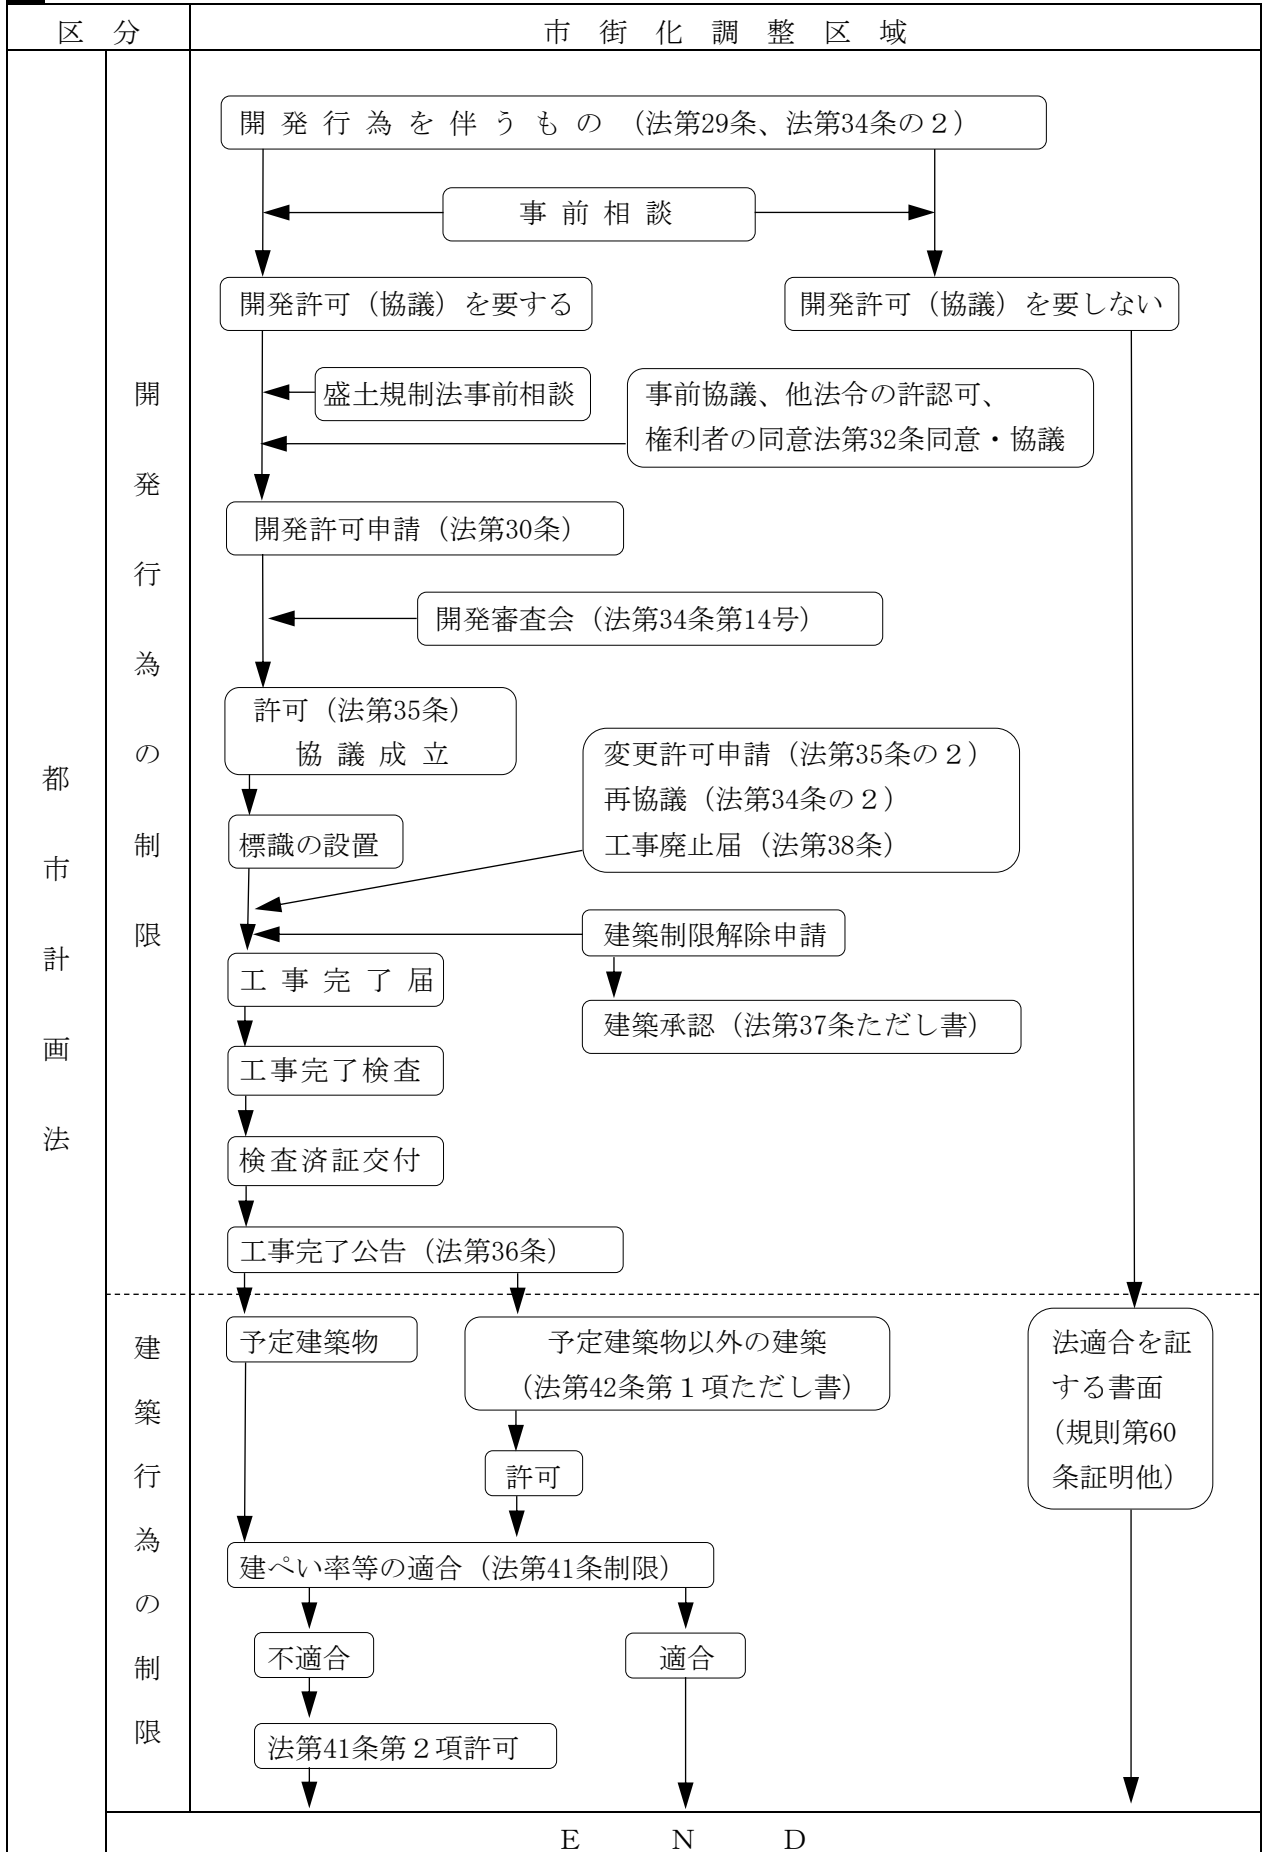 区 分
市 街 化 調 整 区 域
都市計画法
開発行為の制限
開 発 行 為 を 伴 う も の （法第29条、法第34条の２）
事 前 相 談
開発許可（協議）を要する
開発許可（協議）を要しない
盛土規制法事前相談
事前協議、他法令の許認可、
権利者の同意法第32条同意・協議
開発許可申請（法第30条）
開発審査会（法第34条第14号）
許可（法第35条）
協 議 成 立
変更許可申請（法第35条の２）
再協議（法第34条の２）
工事廃止届（法第38条）
標識の設置
建築制限解除申請
工 事 完 了 届
建築承認（法第37条ただし書）
工事完了検査
検査済証交付
工事完了公告（法第36条）
建築行為の制限
予定建築物
予定建築物以外の建築
（法第42条第１項ただし書）
法適合を証
する書面
（規則第60
条証明他）
許可
建ぺい率等の適合（法第41条制限）
不適合
適合
法第41条第２項許可
Ｅ Ｎ Ｄ